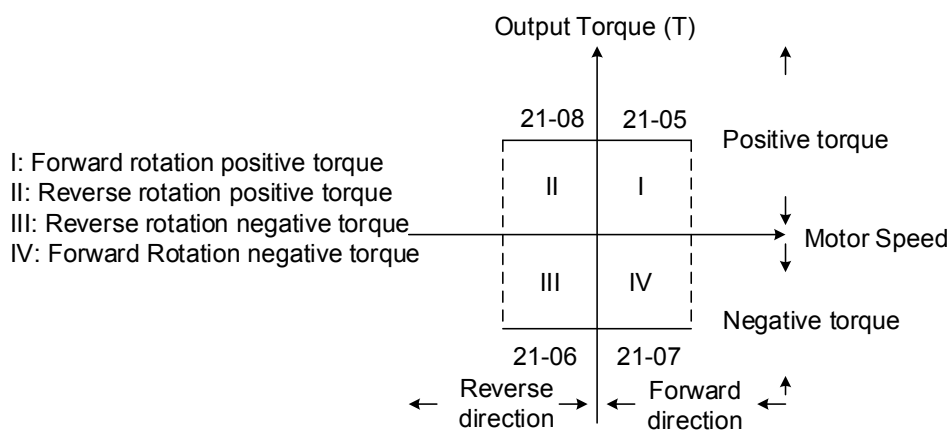 Output Torque (T)
21-08
21-05
Positive torque
I: Forward rotation positive torque
II: Reverse rotation positive torque
III: Reverse rotation negative torque
IV: Forward Rotation negative torque
II
I
Motor Speed
III
IV
Negative torque
21-06
21-07
Reverse
direction
Forward
direction